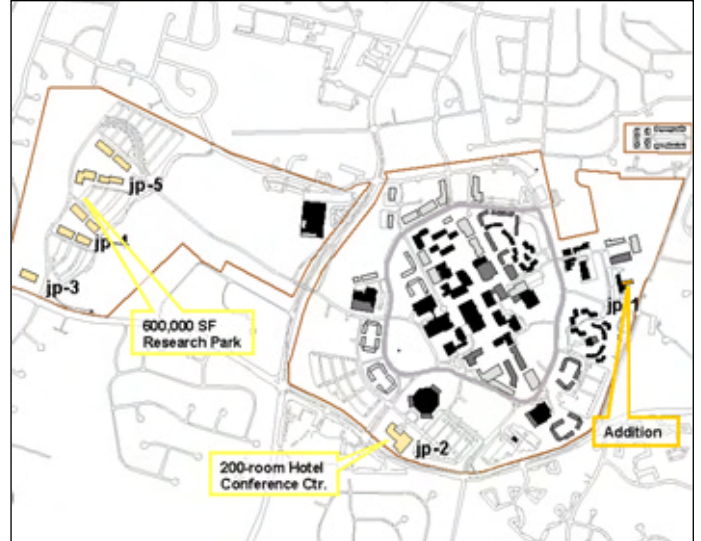 jp-5
jp-4
jp-3
600,000 SF
Research Park
jp-1
jp-2
Addition
200-room Hotel
Conference Ctr.